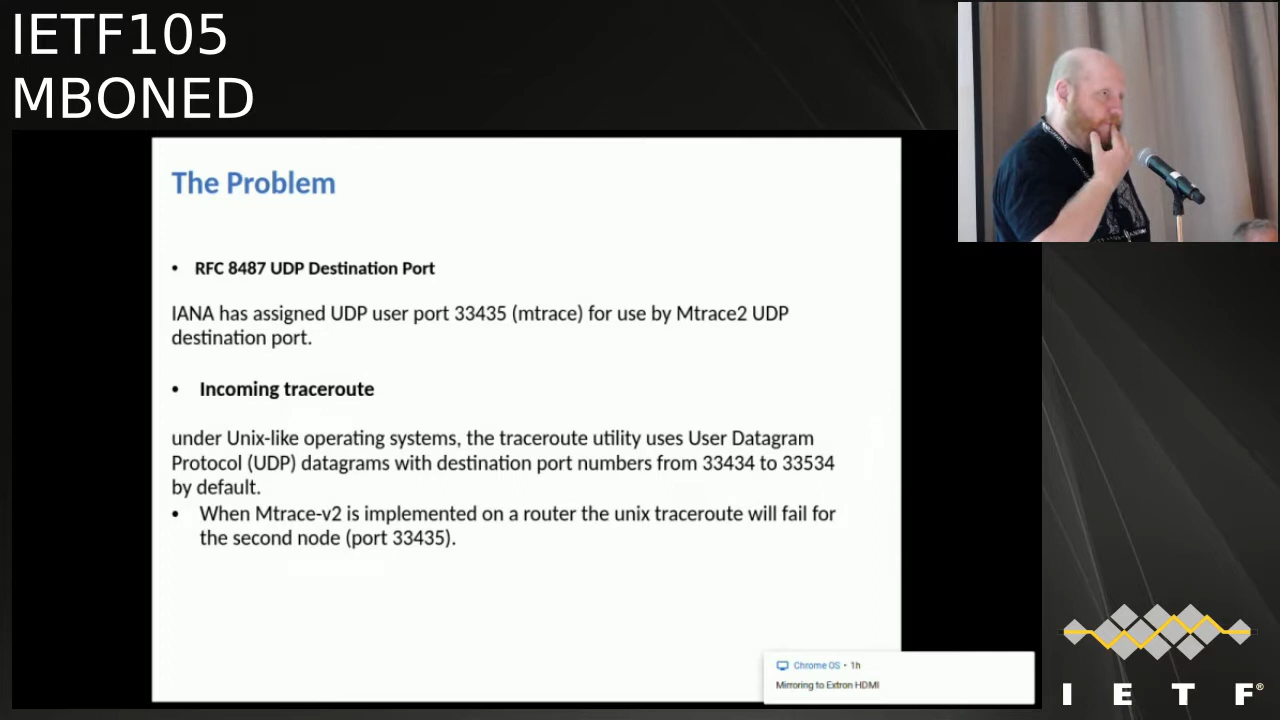 IETF105
MBONED
The Problem
• RFC 8487 UDP Destination Port
IANA has assigned UDP user port 33435 (mtrace) for use by Mtrace2 UDP
destination port.
• Incoming traceroute
under Unix-like operating systems, the traceroute utility uses User Datagram
Protocol (UDP) datagrams with destination port numbers from 33434 to 33534
by default.
• When Mtrace-v2 is implemented on a router the unix traceroute will fail for
the second node (port 33435).
Chrome OS • 1h
Mirroring to Extron HDMI
I E T F®